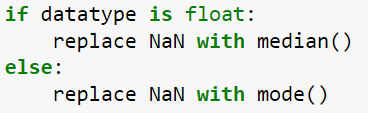 if datatype is float:
    replace NaN with median()
else:
    replace NaN with mode()